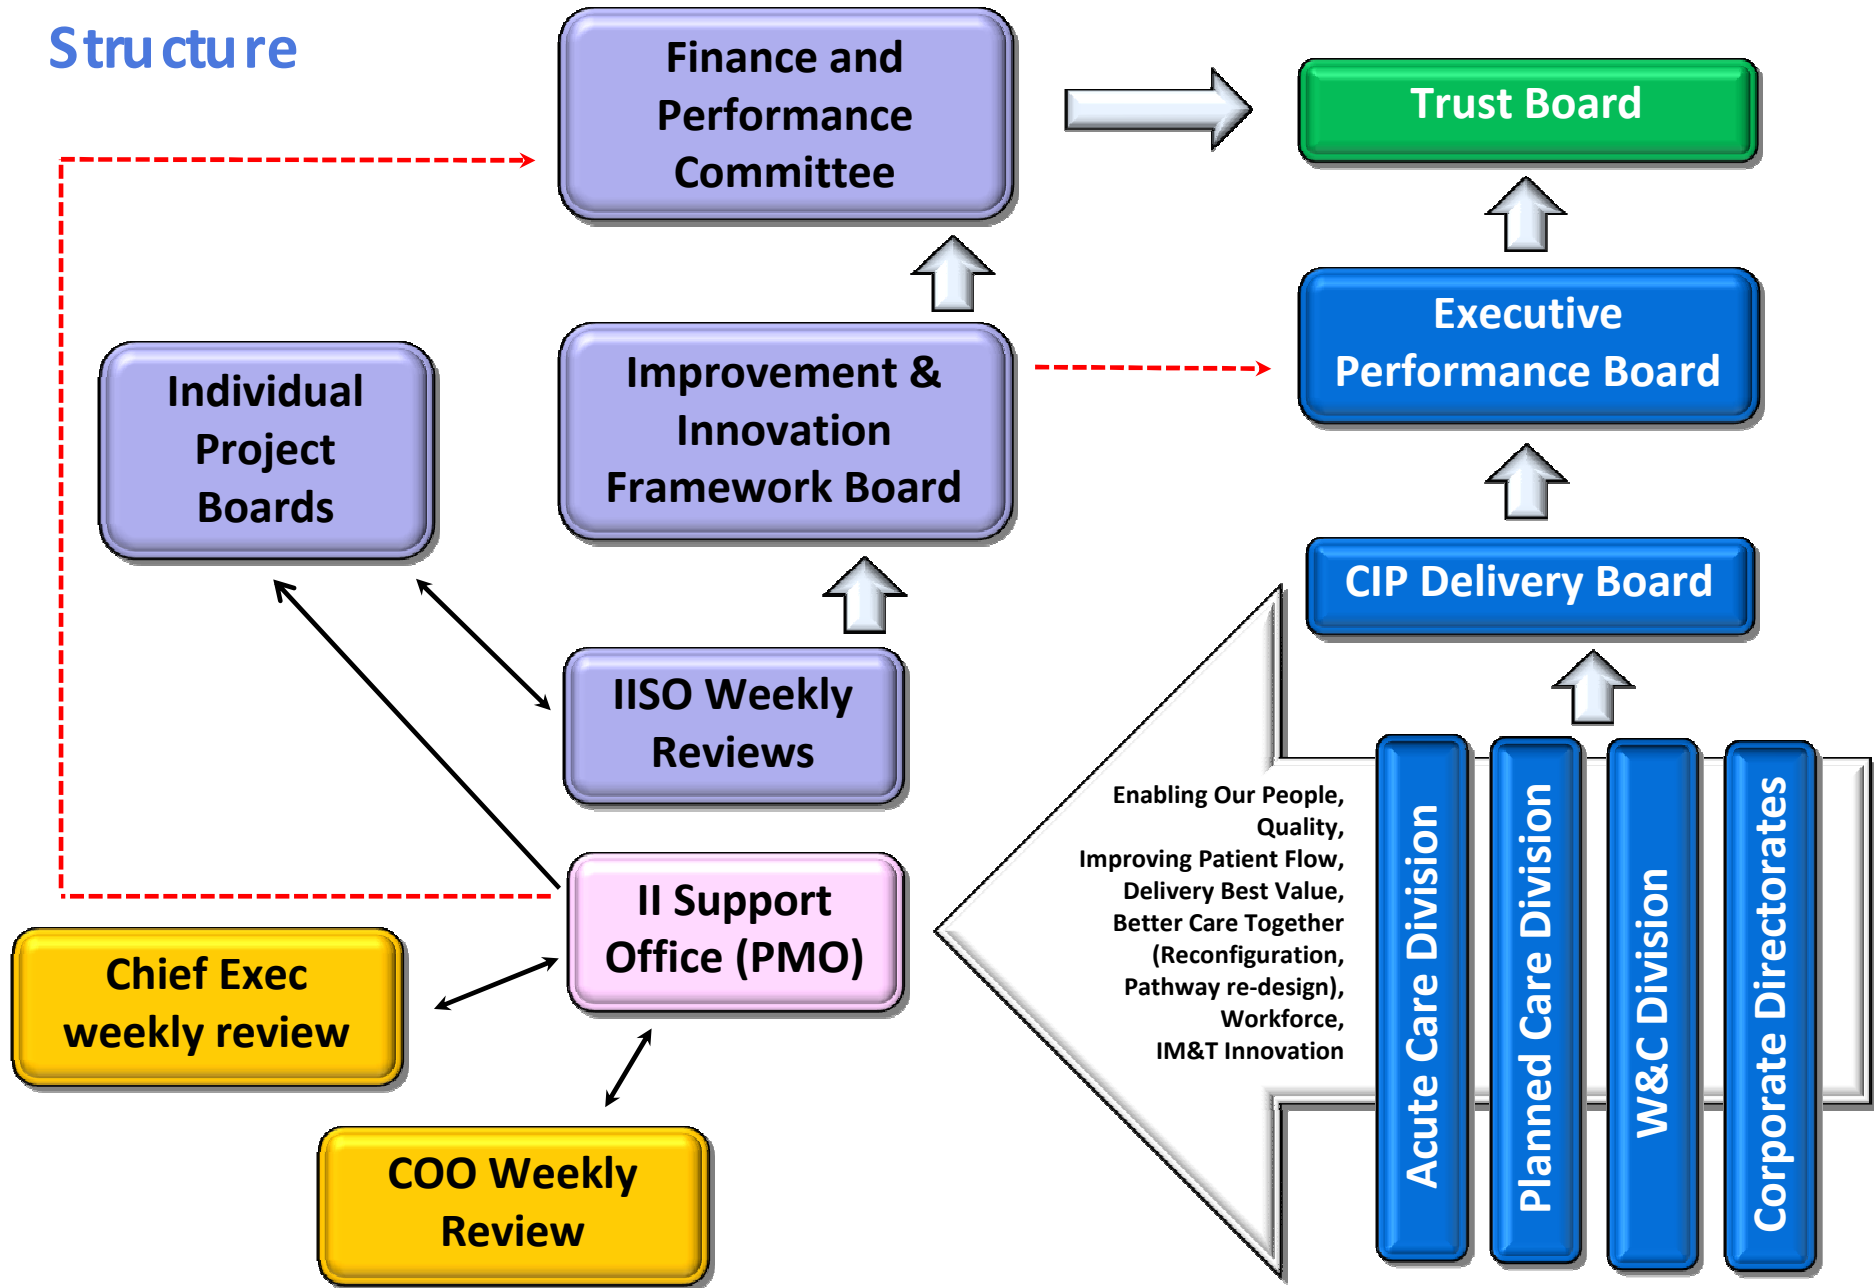 Structure
Finance and
Performance
Committee
Trust Board
Executive
Performance Board
Individual
Project
Boards
Improvement &
Innovation
Framework Board
CIP Delivery Board
IISO Weekly
Reviews
Enabling Our People,
Quality,
Improving Patient Flow,
Delivery Best Value,
Better Care Together
(Reconfiguration,
Pathway re-design),
Workforce,
IM&T Innovation
Acute Care Division
Planned Care Division
W&C Division
Corporate Directorates
II Support
Office (PMO)
Chief Exec
weekly review
COO Weekly
Review